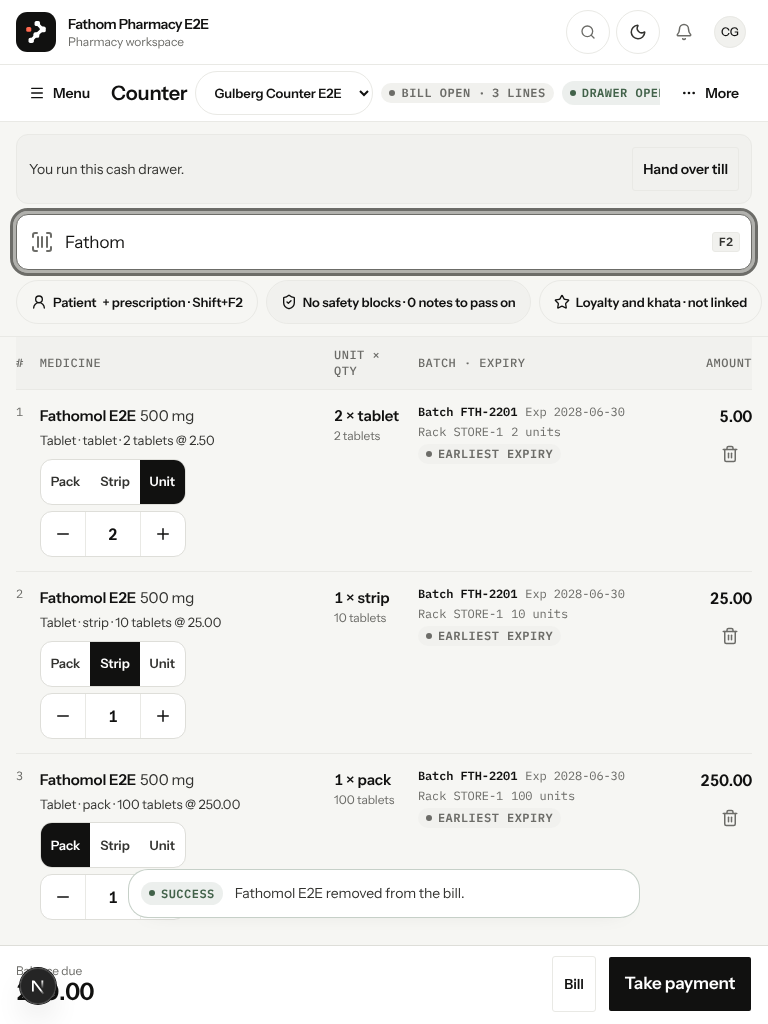 Fathom Pharmacy E2E
Pharmacy workspace
CG
Menu
Counter
Gulberg Counter E2E
BILL OPEN · 3 LINES
DRAWER OPE
More
You run this cash drawer.
Hand over till
Fathom
F2
Patient + prescription · Shift+F2
No safety blocks · 0 notes to pass on
Loyalty and khata · not linked
# MEDICINE UNIT × QTY BATCH · EXPIRY AMOUNT
1 Fathomol E2E 500 mg
Tablet · tablet · 2 tablets @ 2.50
Pack Strip Unit
− 2 +
2 × tablet
2 tablets
Batch FTH-2201 Exp 2028-06-30
Rack STORE-1 2 units
EARLIEST EXPIRY
5.00
2 Fathomol E2E 500 mg
Tablet · strip · 10 tablets @ 25.00
Pack Strip Unit
− 1 +
1 × strip
10 tablets
Batch FTH-2201 Exp 2028-06-30
Rack STORE-1 10 units
EARLIEST EXPIRY
25.00
3 Fathomol E2E 500 mg
Tablet · pack · 100 tablets @ 250.00
Pack Strip Unit
− 1
1 × pack
100 tablets
Batch FTH-2201 Exp 2028-06-30
Rack STORE-1 100 units
EARLIEST EXPIRY
250.00
SUCCESS Fathomol E2E removed from the bill.
due
N
.00
Bill
Take payment